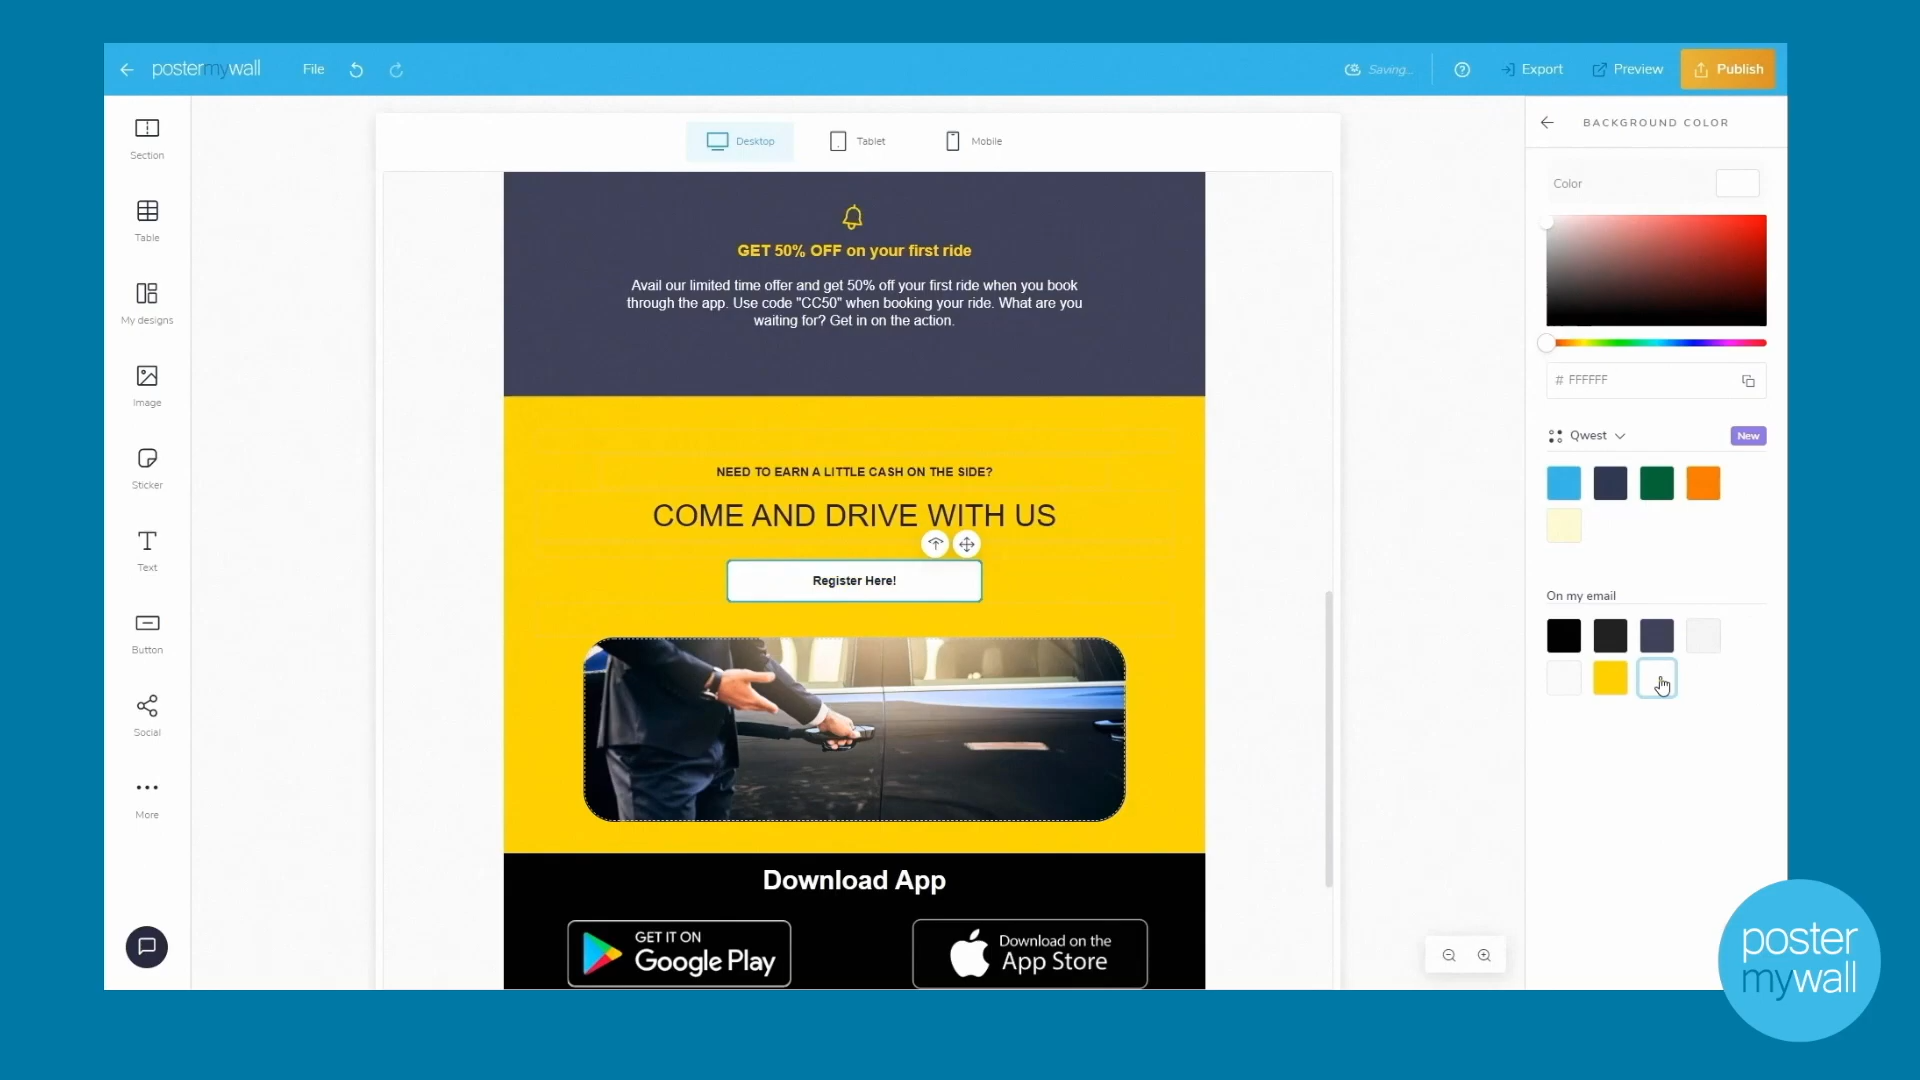 postermywall
File
Saving...
Export
Preview
Publish
Section
Table
My designs
Image
Sticker
Text
Button
Social
More
Desktop
Tablet
Mobile
GET 50% OFF on your first ride
Avail our limited time offer and get 50% off your first ride when you book
through the app. Use code "CC50" when booking your ride. What are you
waiting for? Get in on the action.
NEED TO EARN A LITTLE CASH ON THE SIDE?
COME AND DRIVE WITH US
Register Here!
Download App
GET IT ON
Google Play
Download on the
App Store
BACKGROUND COLOR
Color
# FFFFFF
Qwest
New
On my email
poster
mywall